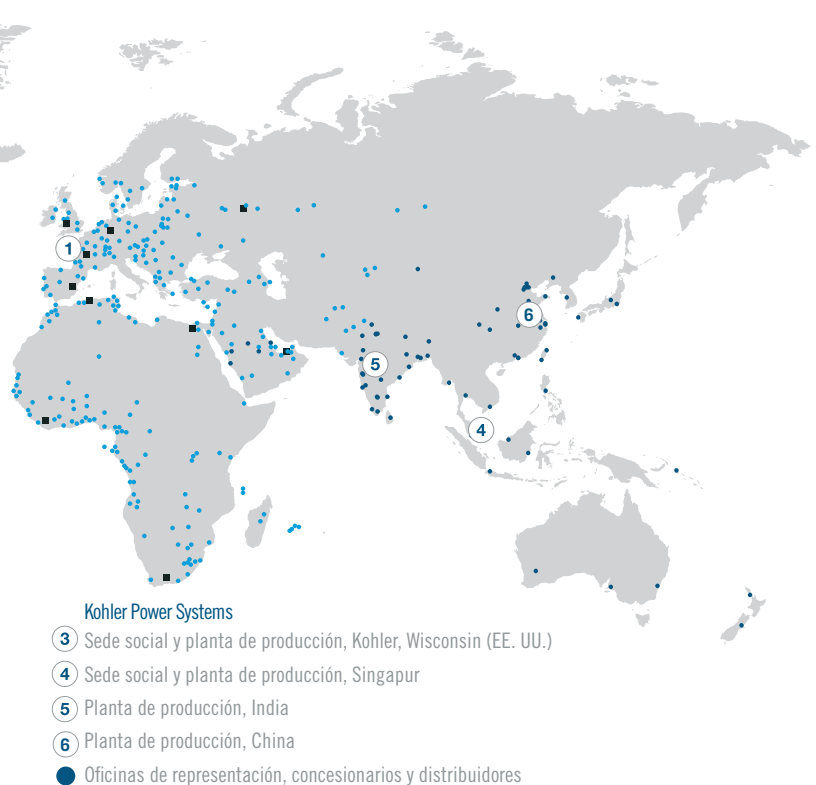 1
6
5
4
Kohler Power Systems
3 Sede social y planta de producción, Kohler, Wisconsin (EE. UU.)
4 Sede social y planta de producción, Singapur
5 Planta de producción, India
6 Planta de producción, China
Oficinas de representación, concesionarios y distribuidores